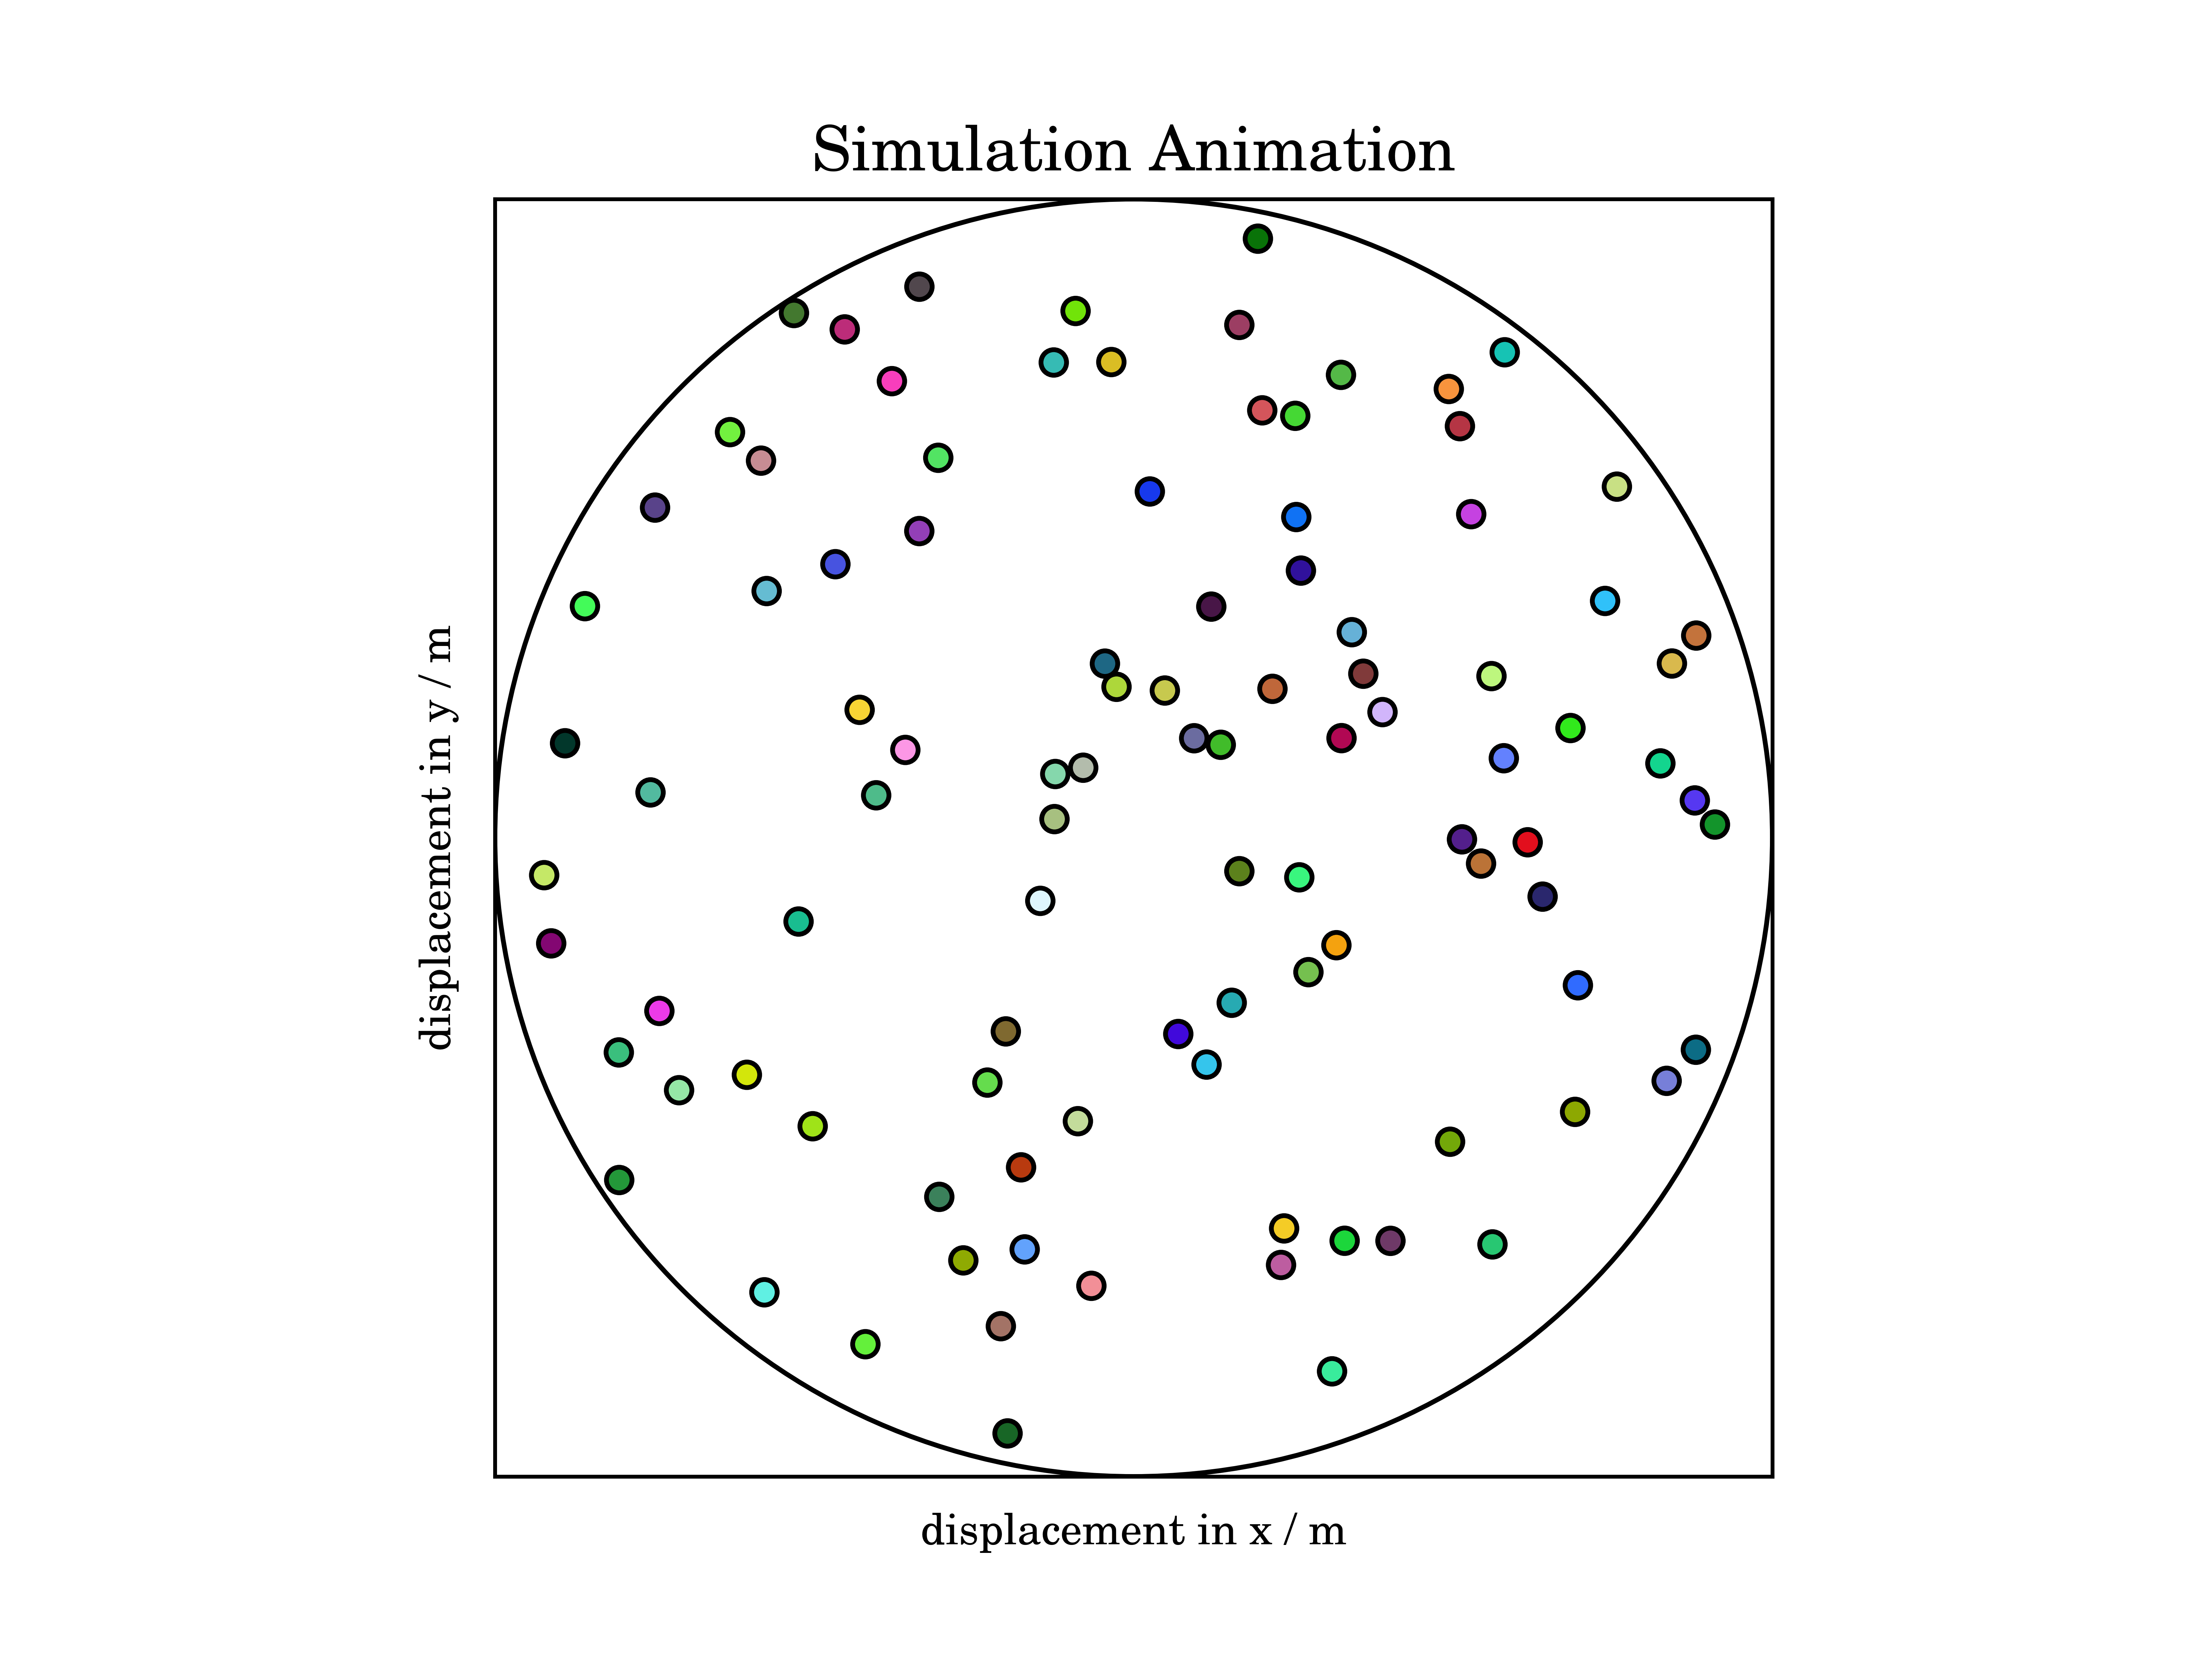 Simulation Animation
displacement in y / m
displacement in x / m